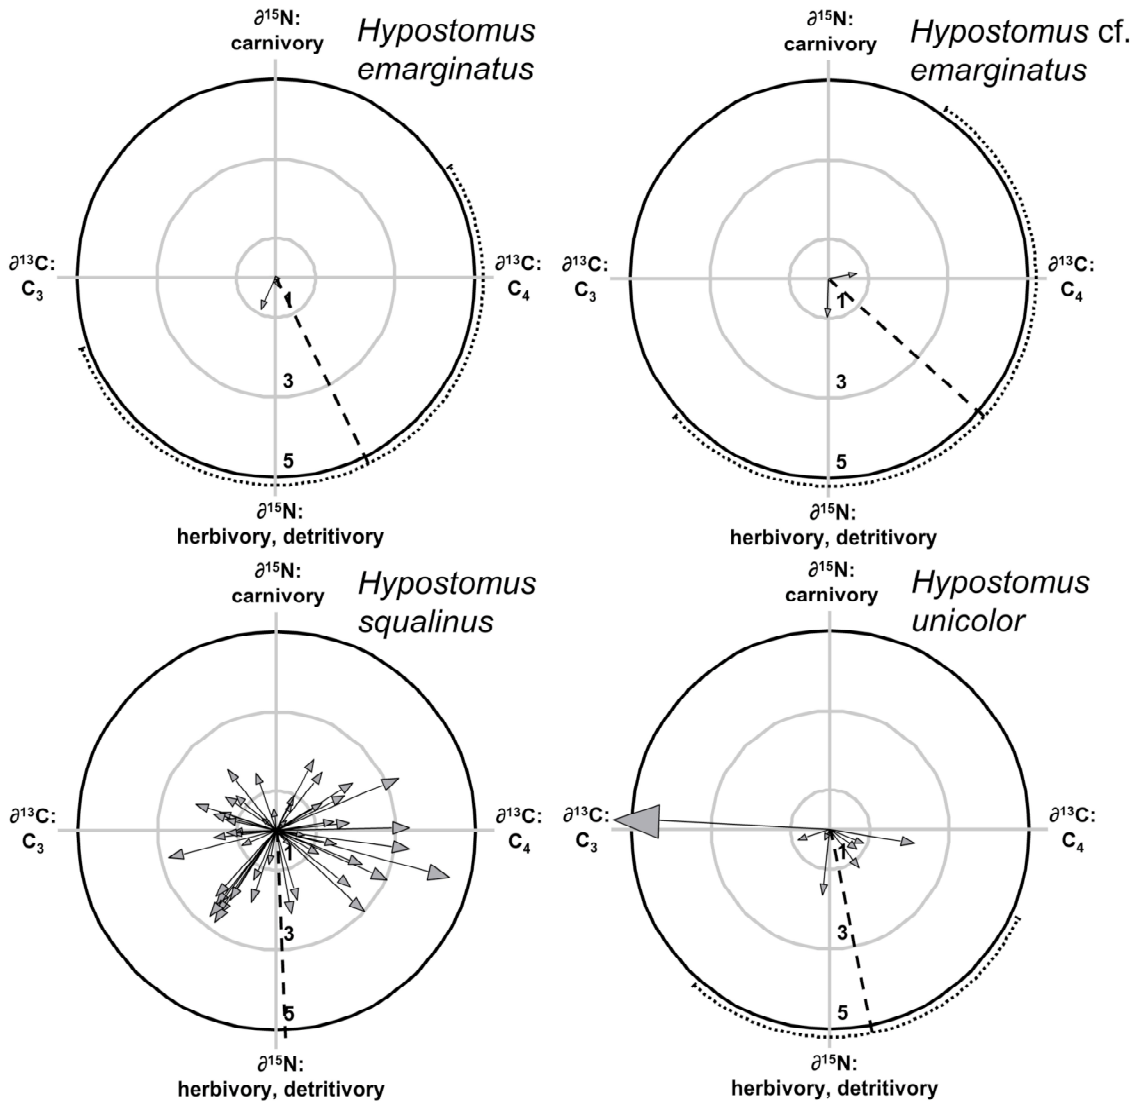 ∂¹⁵N:
carnivory
Hypostomus
emarginatus
∂¹³C:
C₃
∂¹³C:
C₄
1
3
5
∂¹⁵N:
herbivory, detritivory
∂¹⁵N:
carnivory
Hypostomus cf.
emarginatus
∂¹³C:
C₃
∂¹³C:
C₄
1
3
5
∂¹⁵N:
herbivory, detritivory
∂¹⁵N:
carnivory
Hypostomus
squalinus
∂¹³C:
C₃
∂¹³C:
C₄
1
3
5
∂¹⁵N:
herbivory, detritivory
∂¹⁵N:
carnivory
Hypostomus
unicolor
∂¹³C:
C₃
∂¹³C:
C₄
1
3
5
∂¹⁵N:
herbivory, detritivory